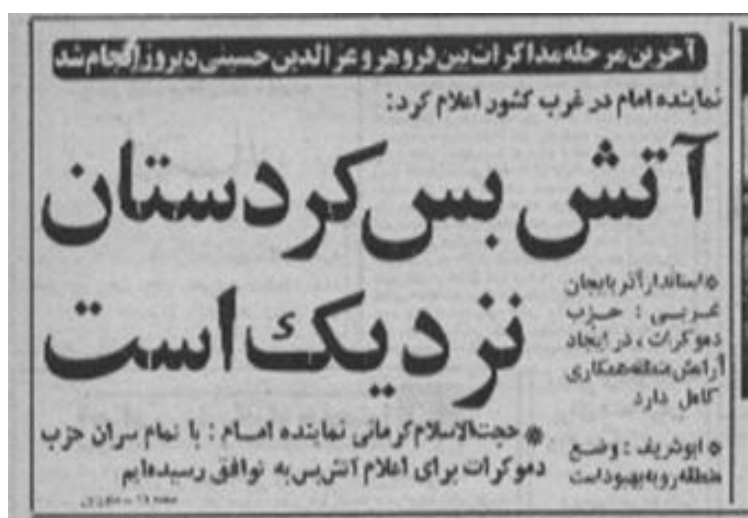 آخرین مرحله مذاکرات بین فروهر و عزالدین حسینی دیروز انجام شد
نماینده امام در غرب کشور اعلام کرد:
آتش بس کردستان
نزدیک است
* استاندار آذربایجان
غربی : حزب
دموکرات ، در ایجاد
آرامش منطقه همکاری
کامل دارد
* ابوشریف : وضع
منطقه رو به بهبود است
* حجت‌الاسلام کرمانی نماینده امام : با تمام سران حزب
دموکرات برای اعلام آتش‌بس به توافق رسیده‌ایم